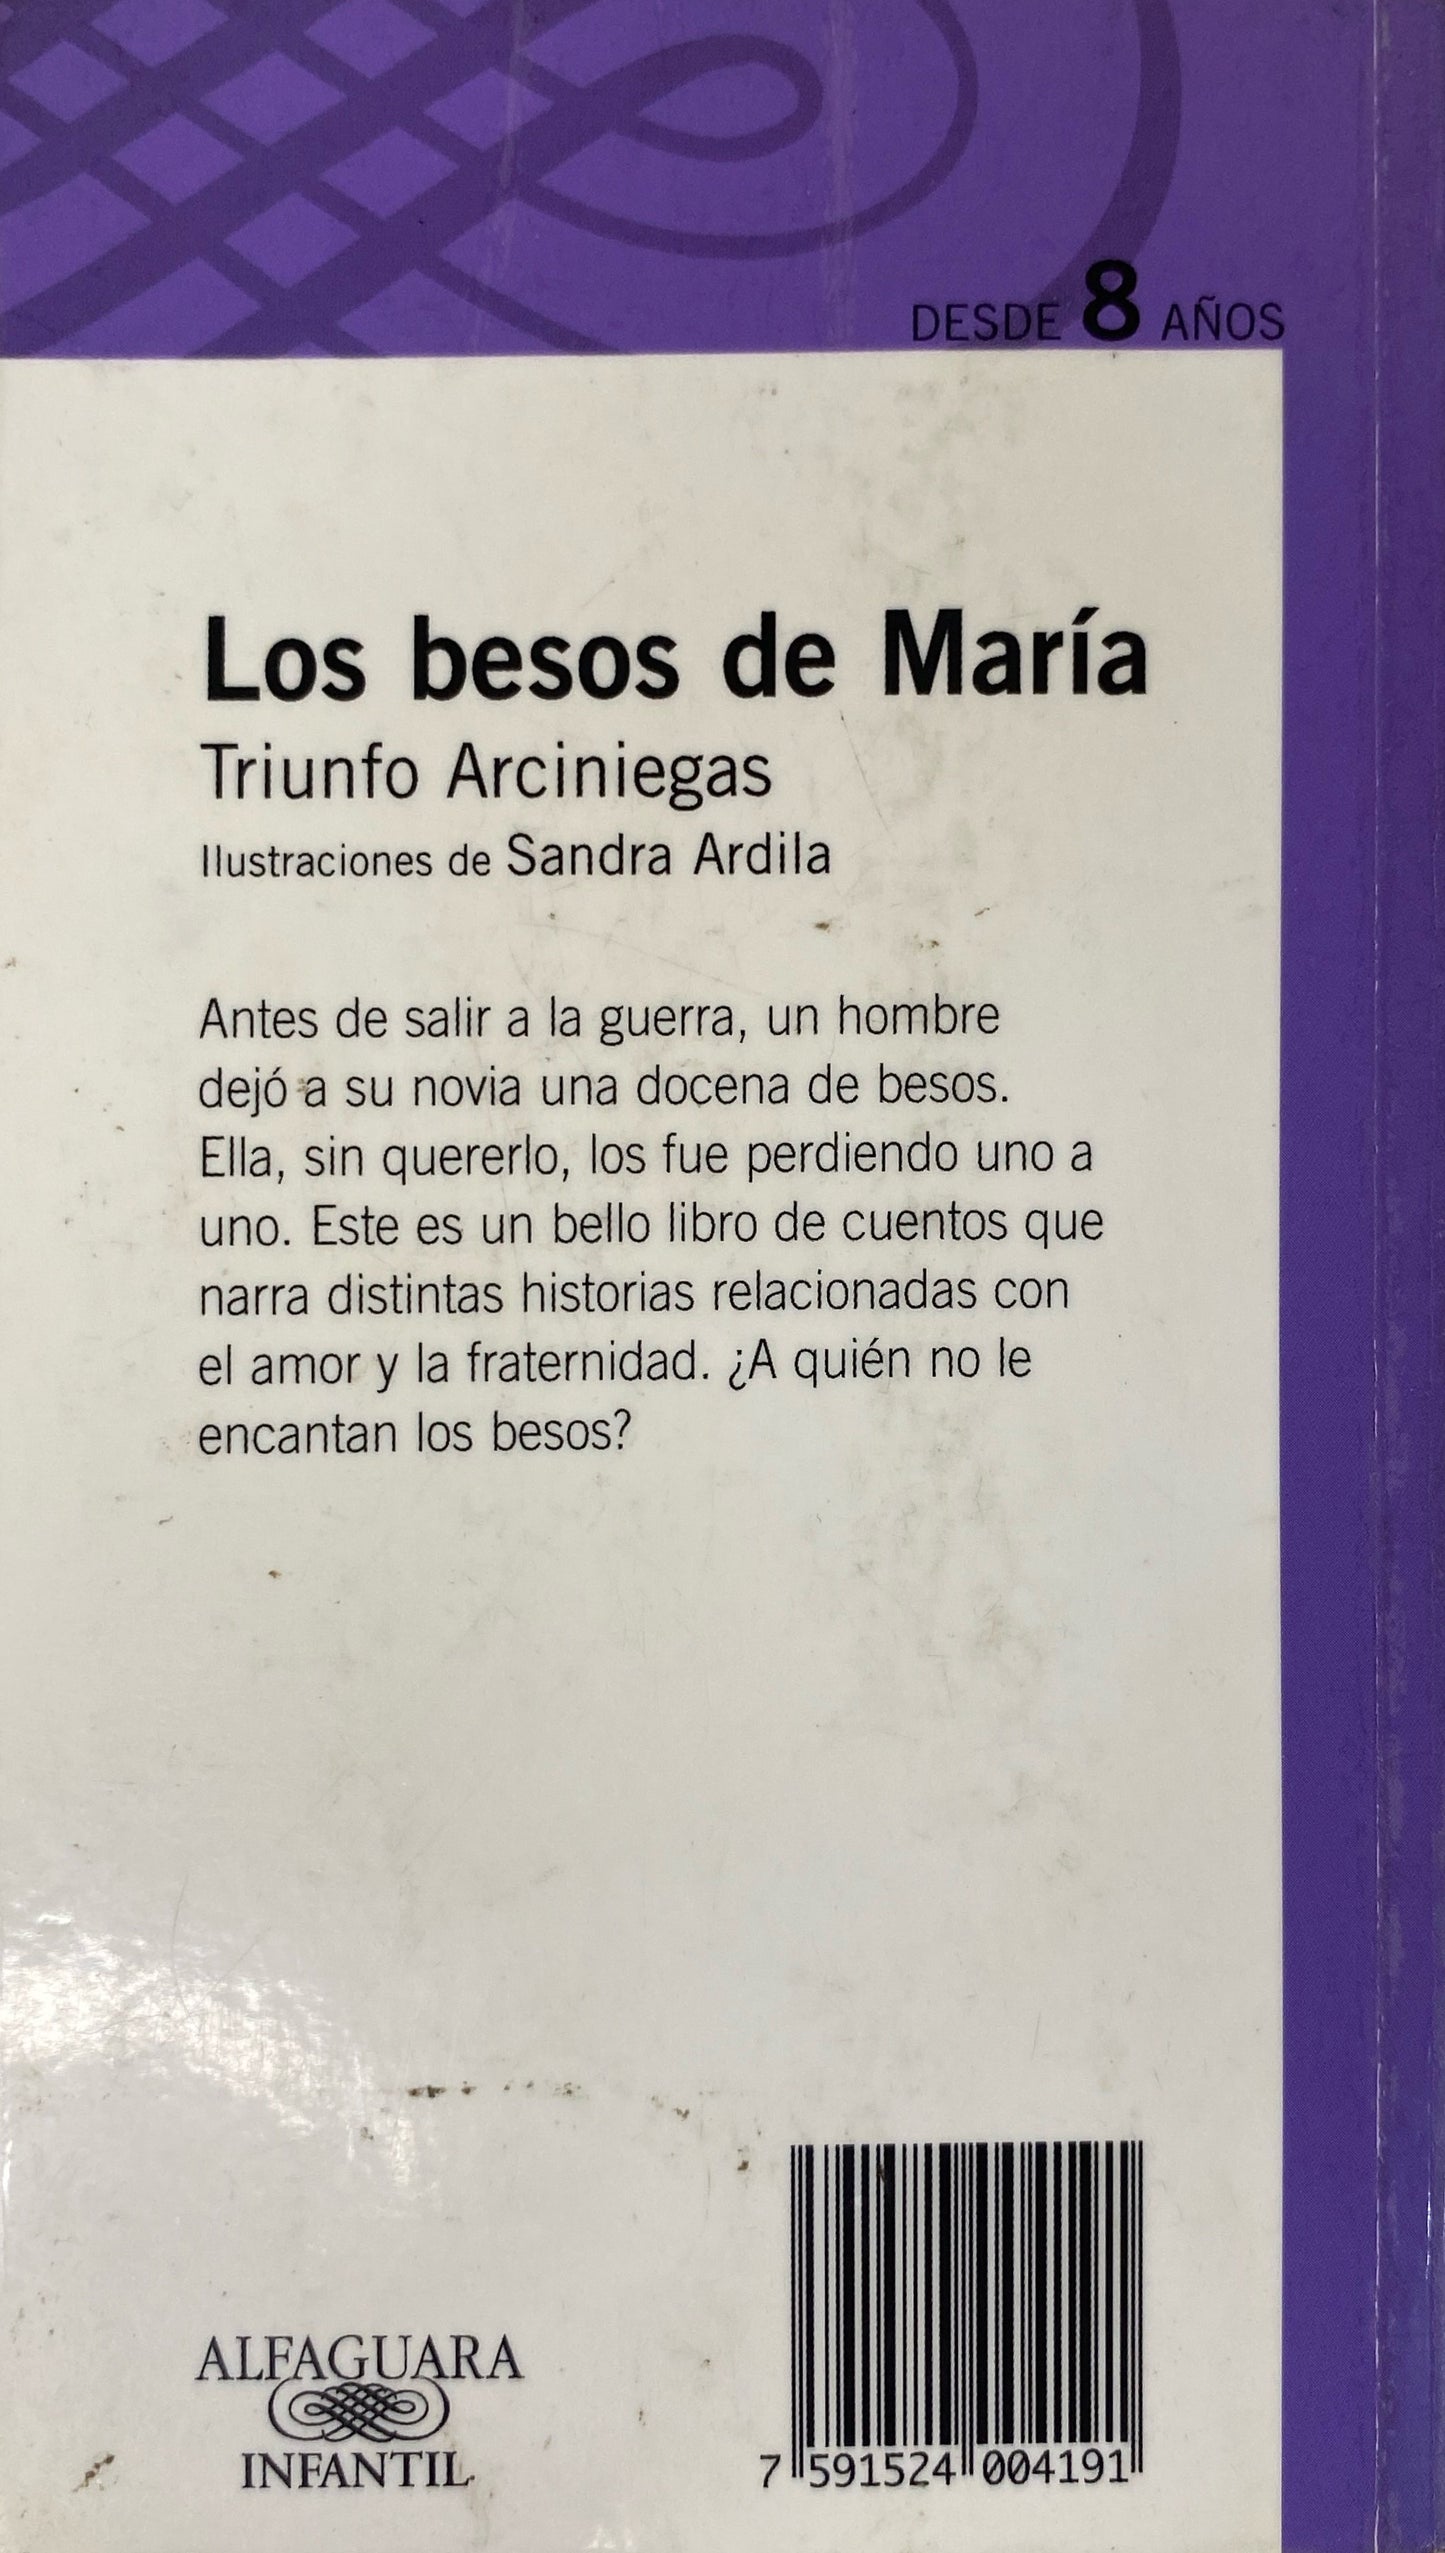 DESDE 8 AÑOS
Los besos de María
Triunfo Arciniegas
Ilustraciones de Sandra Ardila
Antes de salir a la guerra, un hombre
dejó a su novia una docena de besos.
Ella, sin quererlo, los fue perdiendo uno a
uno. Este es un bello libro de cuentos que
narra distintas historias relacionadas con
el amor y la fraternidad. ¿A quién no le
encantan los besos?
ALFAGUARA
INFANTIL
7 591524 004191